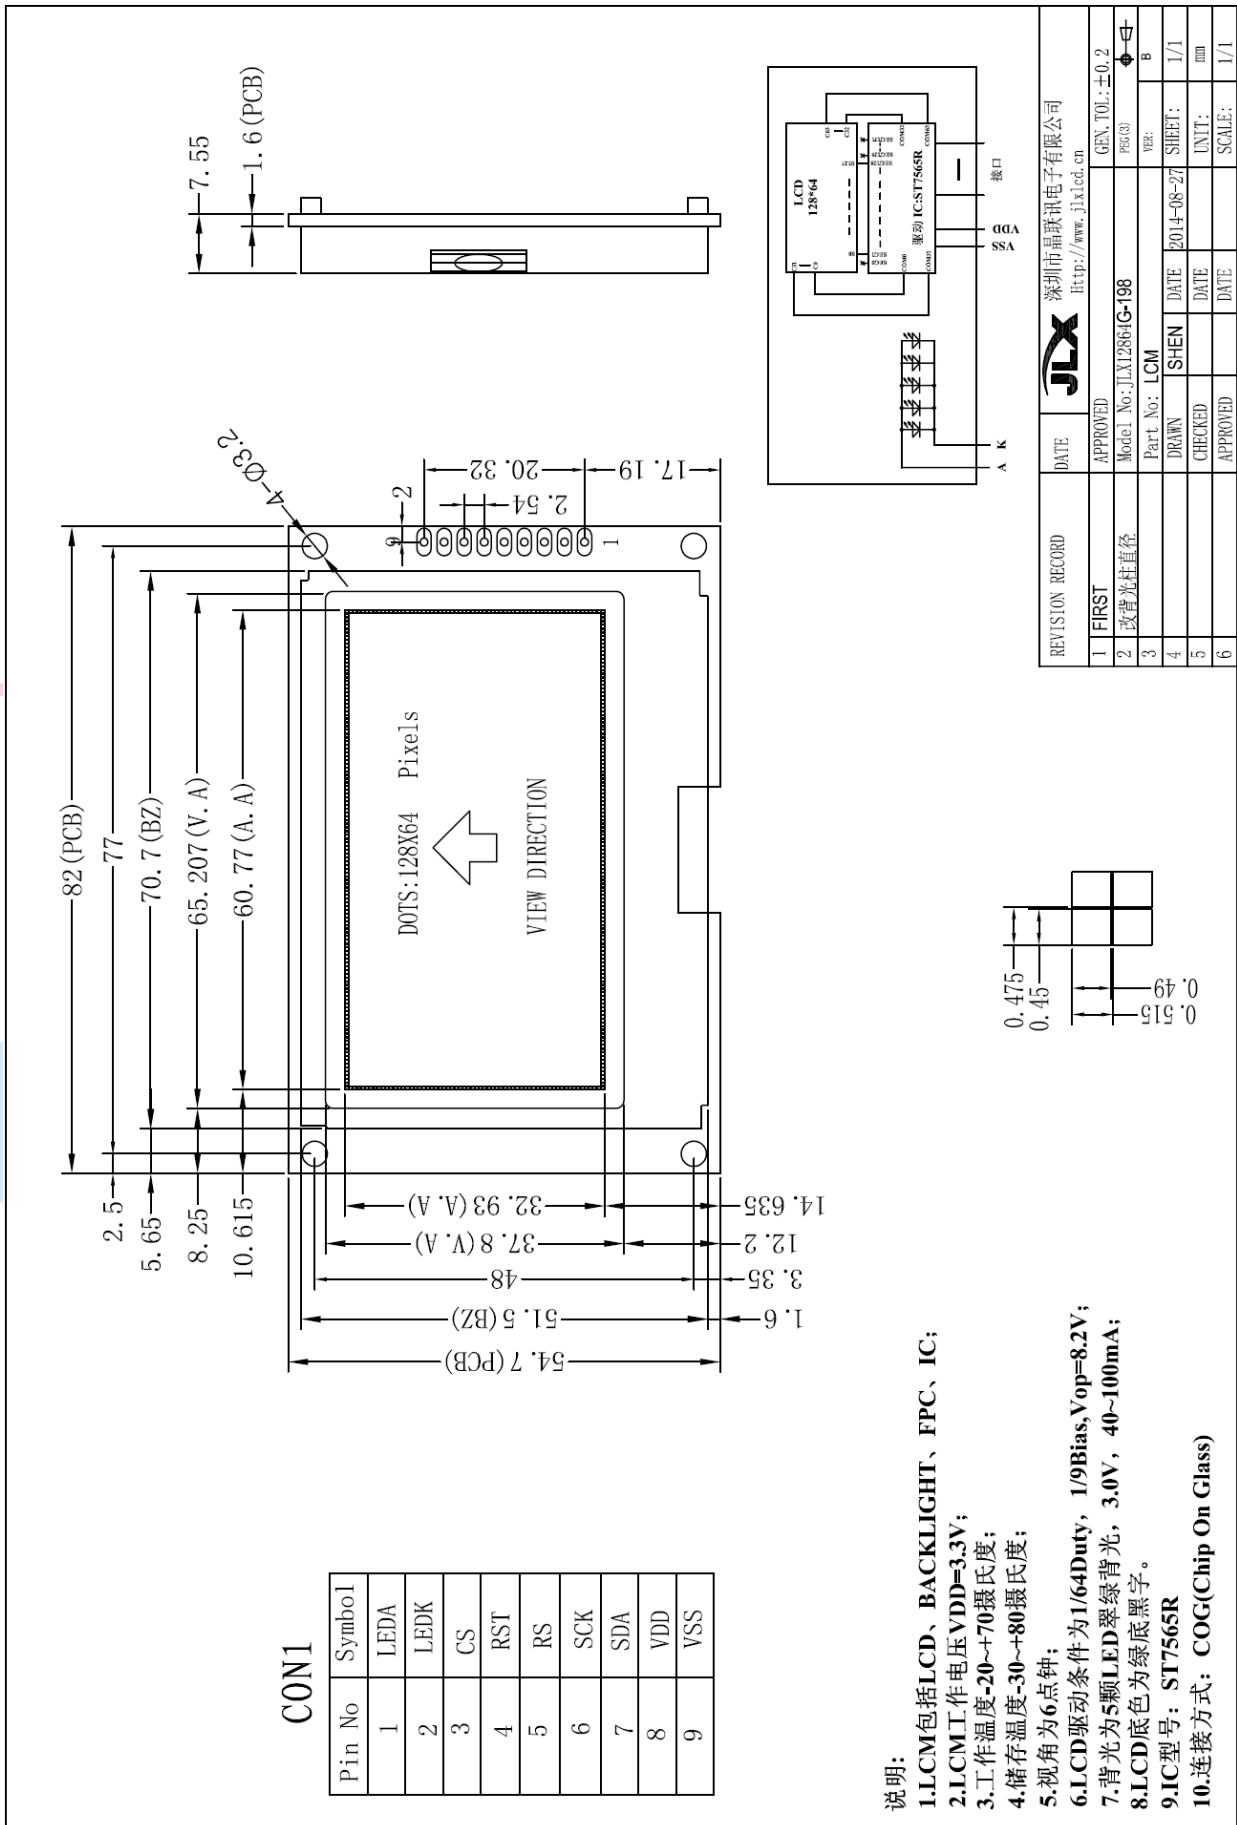 82(PCB)
77
70.7(BZ)
65.207(V.A)
60.77(A.A)
2.5
5.65
8.25
10.615
4-Ø3.2
7.55
1.6(PCB)
DOTS:128X64 Pixels
VIEW DIRECTION
9
1
2
2.54
20.32
17.19
32.93(A.A)
14.635
37.8(V.A)
12.2
48
3.35
51.5(BZ)
1.6
54.7(PCB)
0.475
0.45
0.49
0.515
LCD
128*64
驱动 IC:ST7565R
COM0
VSS
VDD
接口
A
K
CON1
Pin No Symbol
1 LEDA
2 LEDK
3 CS
4 RST
5 RS
6 SCK
7 SDA
8 VDD
9 VSS
说明:
1.LCM包括LCD、BACKLIGHT、FPC、IC;
2.LCM工作电压VDD=3.3V;
3.工作温度-20~+70摄氏度;
4.储存温度-30~+80摄氏度;
5.视角为6点钟;
6.LCD驱动条件为1/64Duty, 1/9Bias,Vop=8.2V;
7.背光为5颗LED翠绿背光, 3.0V, 40~100mA;
8.LCD底色为绿底黑字。
9.IC型号: ST7565R
10.连接方式: COG(Chip On Glass)
REVISION RECORD DATE
1 FIRST
2 改背光柱直径
3
4
5
6
JLX 深圳市晶联讯电子有限公司
Http://www.jlxlcd.cn
APPROVED GEN.TOL:±0.2
Model No:JLX12864G-198
Part No: LCM VER: B
DRAWN SHEN DATE 2014-08-27 SHEET: 1/1
CHECKED DATE UNIT: mm
APPROVED DATE SCALE: 1/1